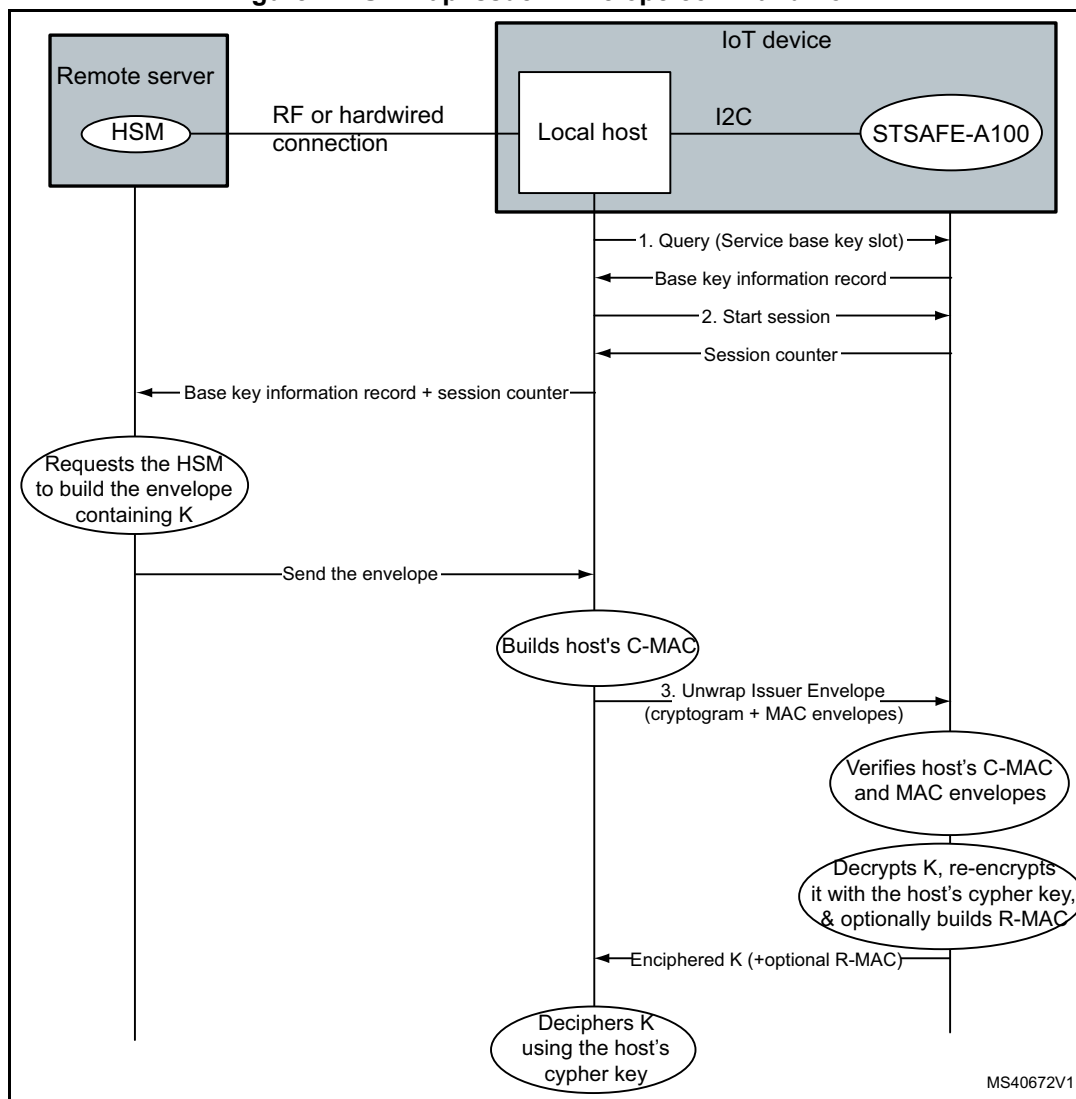 IoT device
Remote server
HSM
RF or hardwired
connection
Local host
I2C
STSAFE-A100
1. Query (Service base key slot)
Base key information record
2. Start session
Session counter
Base key information record + session counter
Requests the HSM
to build the envelope
containing K
Send the envelope
Builds host's C-MAC
3. Unwrap Issuer Envelope
(cryptogram + MAC envelopes)
Verifies host's C-MAC
and MAC envelopes
Decrypts K, re-encrypts
it with the host's cypher key,
& optionally builds R-MAC
Enciphered K (+optional R-MAC)
Deciphers K
using the host's
cypher key
MS40672V1